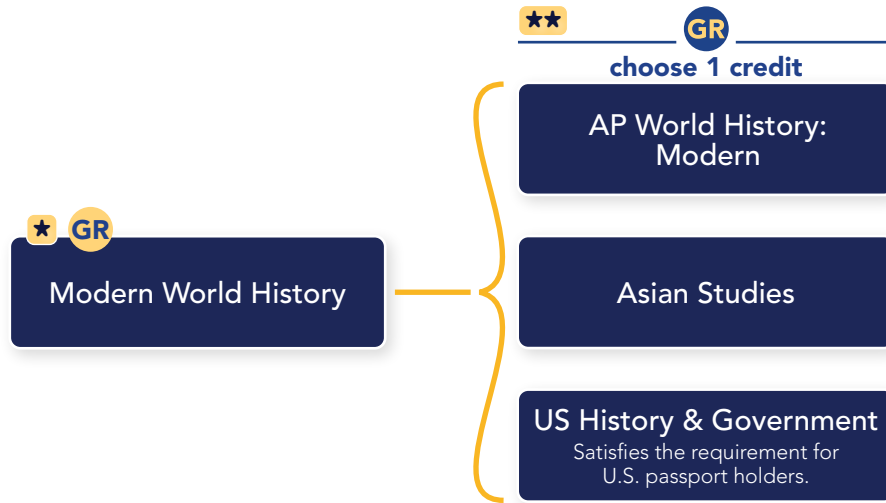 GR
choose 1 credit
AP World History:
Modern
GR
Modern World History
Asian Studies
US History & Government
Satisfies the requirement for
U.S. passport holders.